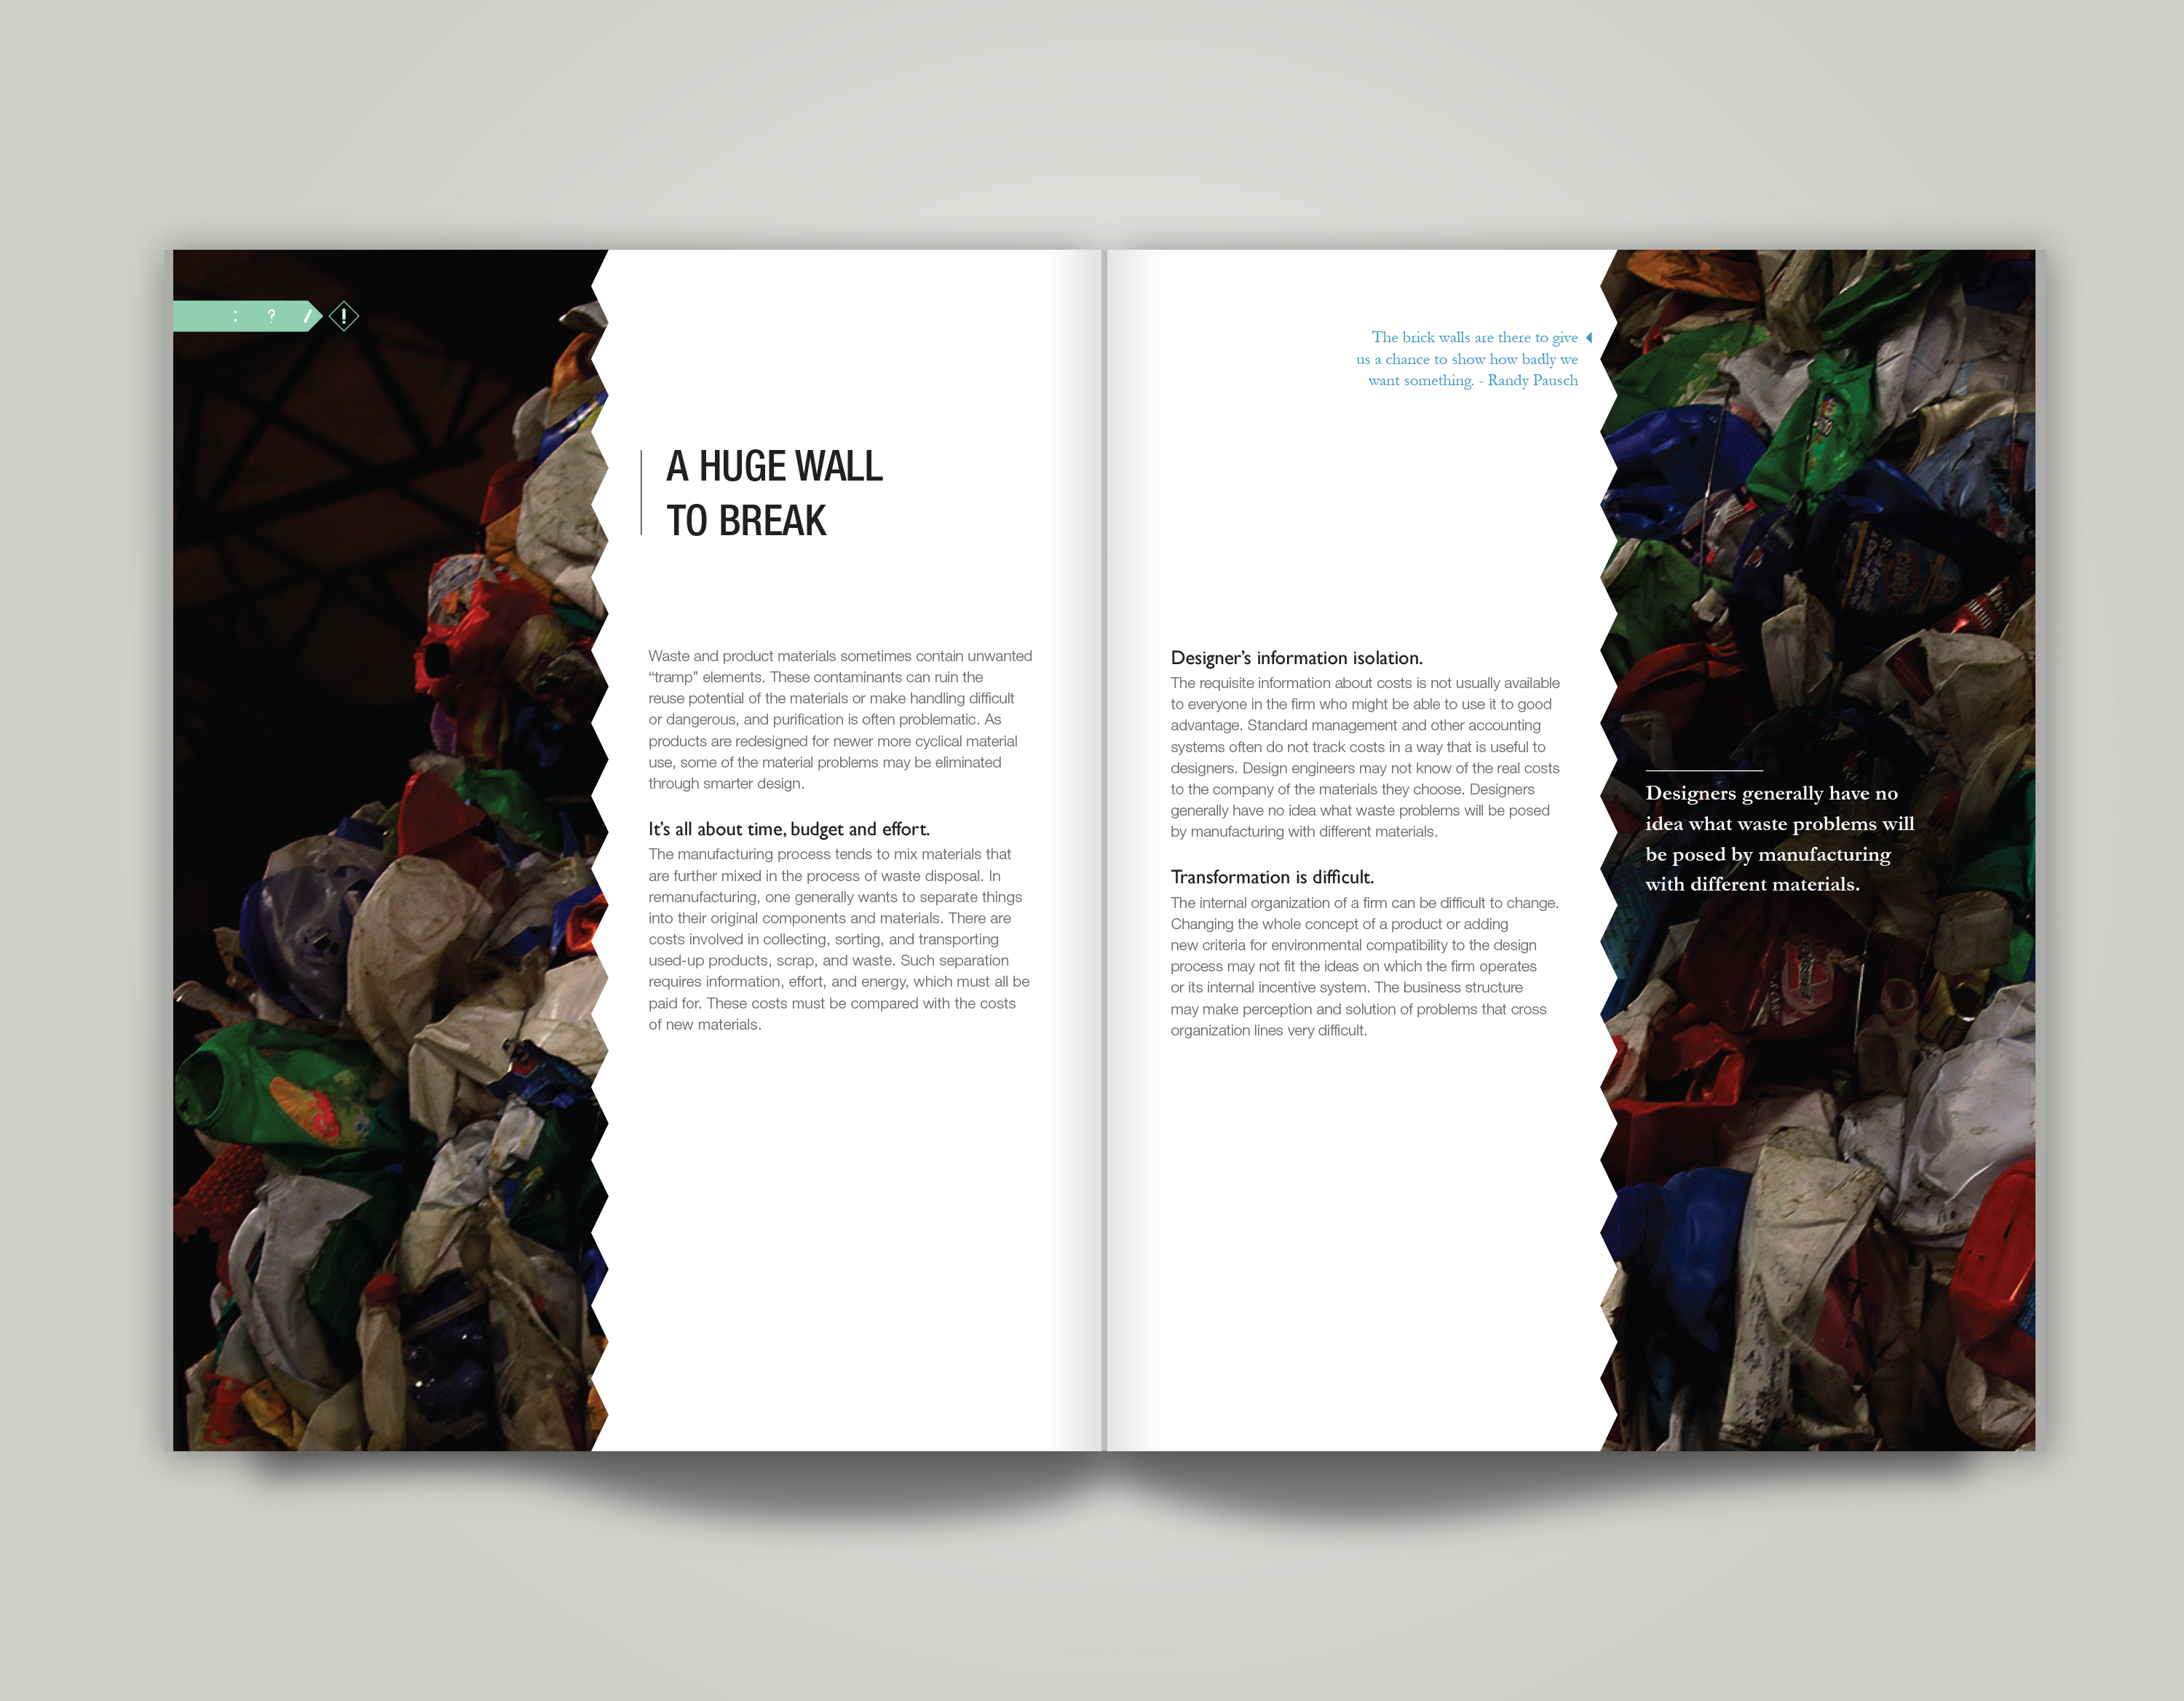 : ? / !
A HUGE WALL
TO BREAK
Waste and product materials sometimes contain unwanted
“tramp” elements. These contaminants can ruin the
reuse potential of the materials or make handling difficult
or dangerous, and purification is often problematic. As
products are redesigned for newer more cyclical material
use, some of the material problems may be eliminated
through smarter design.
It’s all about time, budget and effort.
The manufacturing process tends to mix materials that
are further mixed in the process of waste disposal. In
remanufacturing, one generally wants to separate things
into their original components and materials. There are
costs involved in collecting, sorting, and transporting
used-up products, scrap, and waste. Such separation
requires information, effort, and energy, which must all be
paid for. These costs must be compared with the costs
of new materials.
The brick walls are there to give
us a chance to show how badly we
want something. - Randy Pausch
Designer’s information isolation.
The requisite information about costs is not usually available
to everyone in the firm who might be able to use it to good
advantage. Standard management and other accounting
systems often do not track costs in a way that is useful to
designers. Design engineers may not know of the real costs
to the company of the materials they choose. Designers
generally have no idea what waste problems will be posed
by manufacturing with different materials.
Transformation is difficult.
The internal organization of a firm can be difficult to change.
Changing the whole concept of a product or adding
new criteria for environmental compatibility to the design
process may not fit the ideas on which the firm operates
or its internal incentive system. The business structure
may make perception and solution of problems that cross
organization lines very difficult.
Designers generally have no
idea what waste problems will
be posed by manufacturing
with different materials.